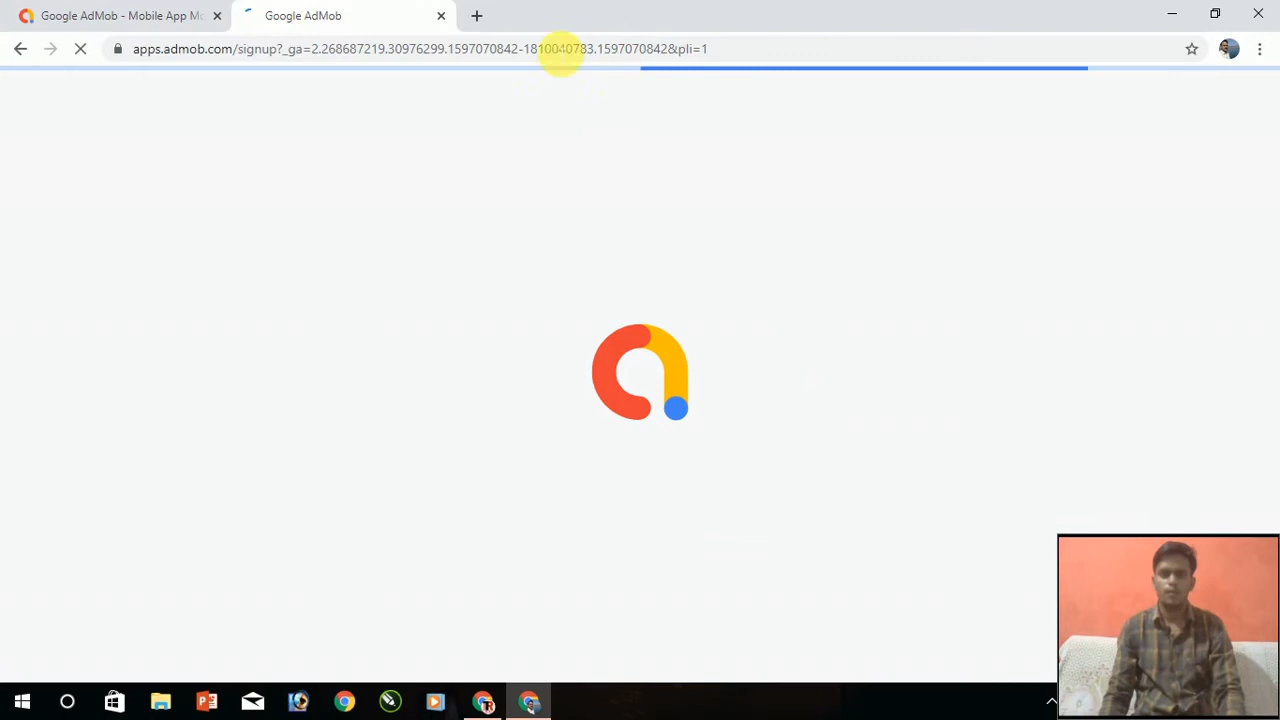 Google AdMob - Mobile App Mo
Google AdMob
apps.admob.com/signup?_ga=2.268687219.30976299.1597070842-1810040783.1597070842&pli=1